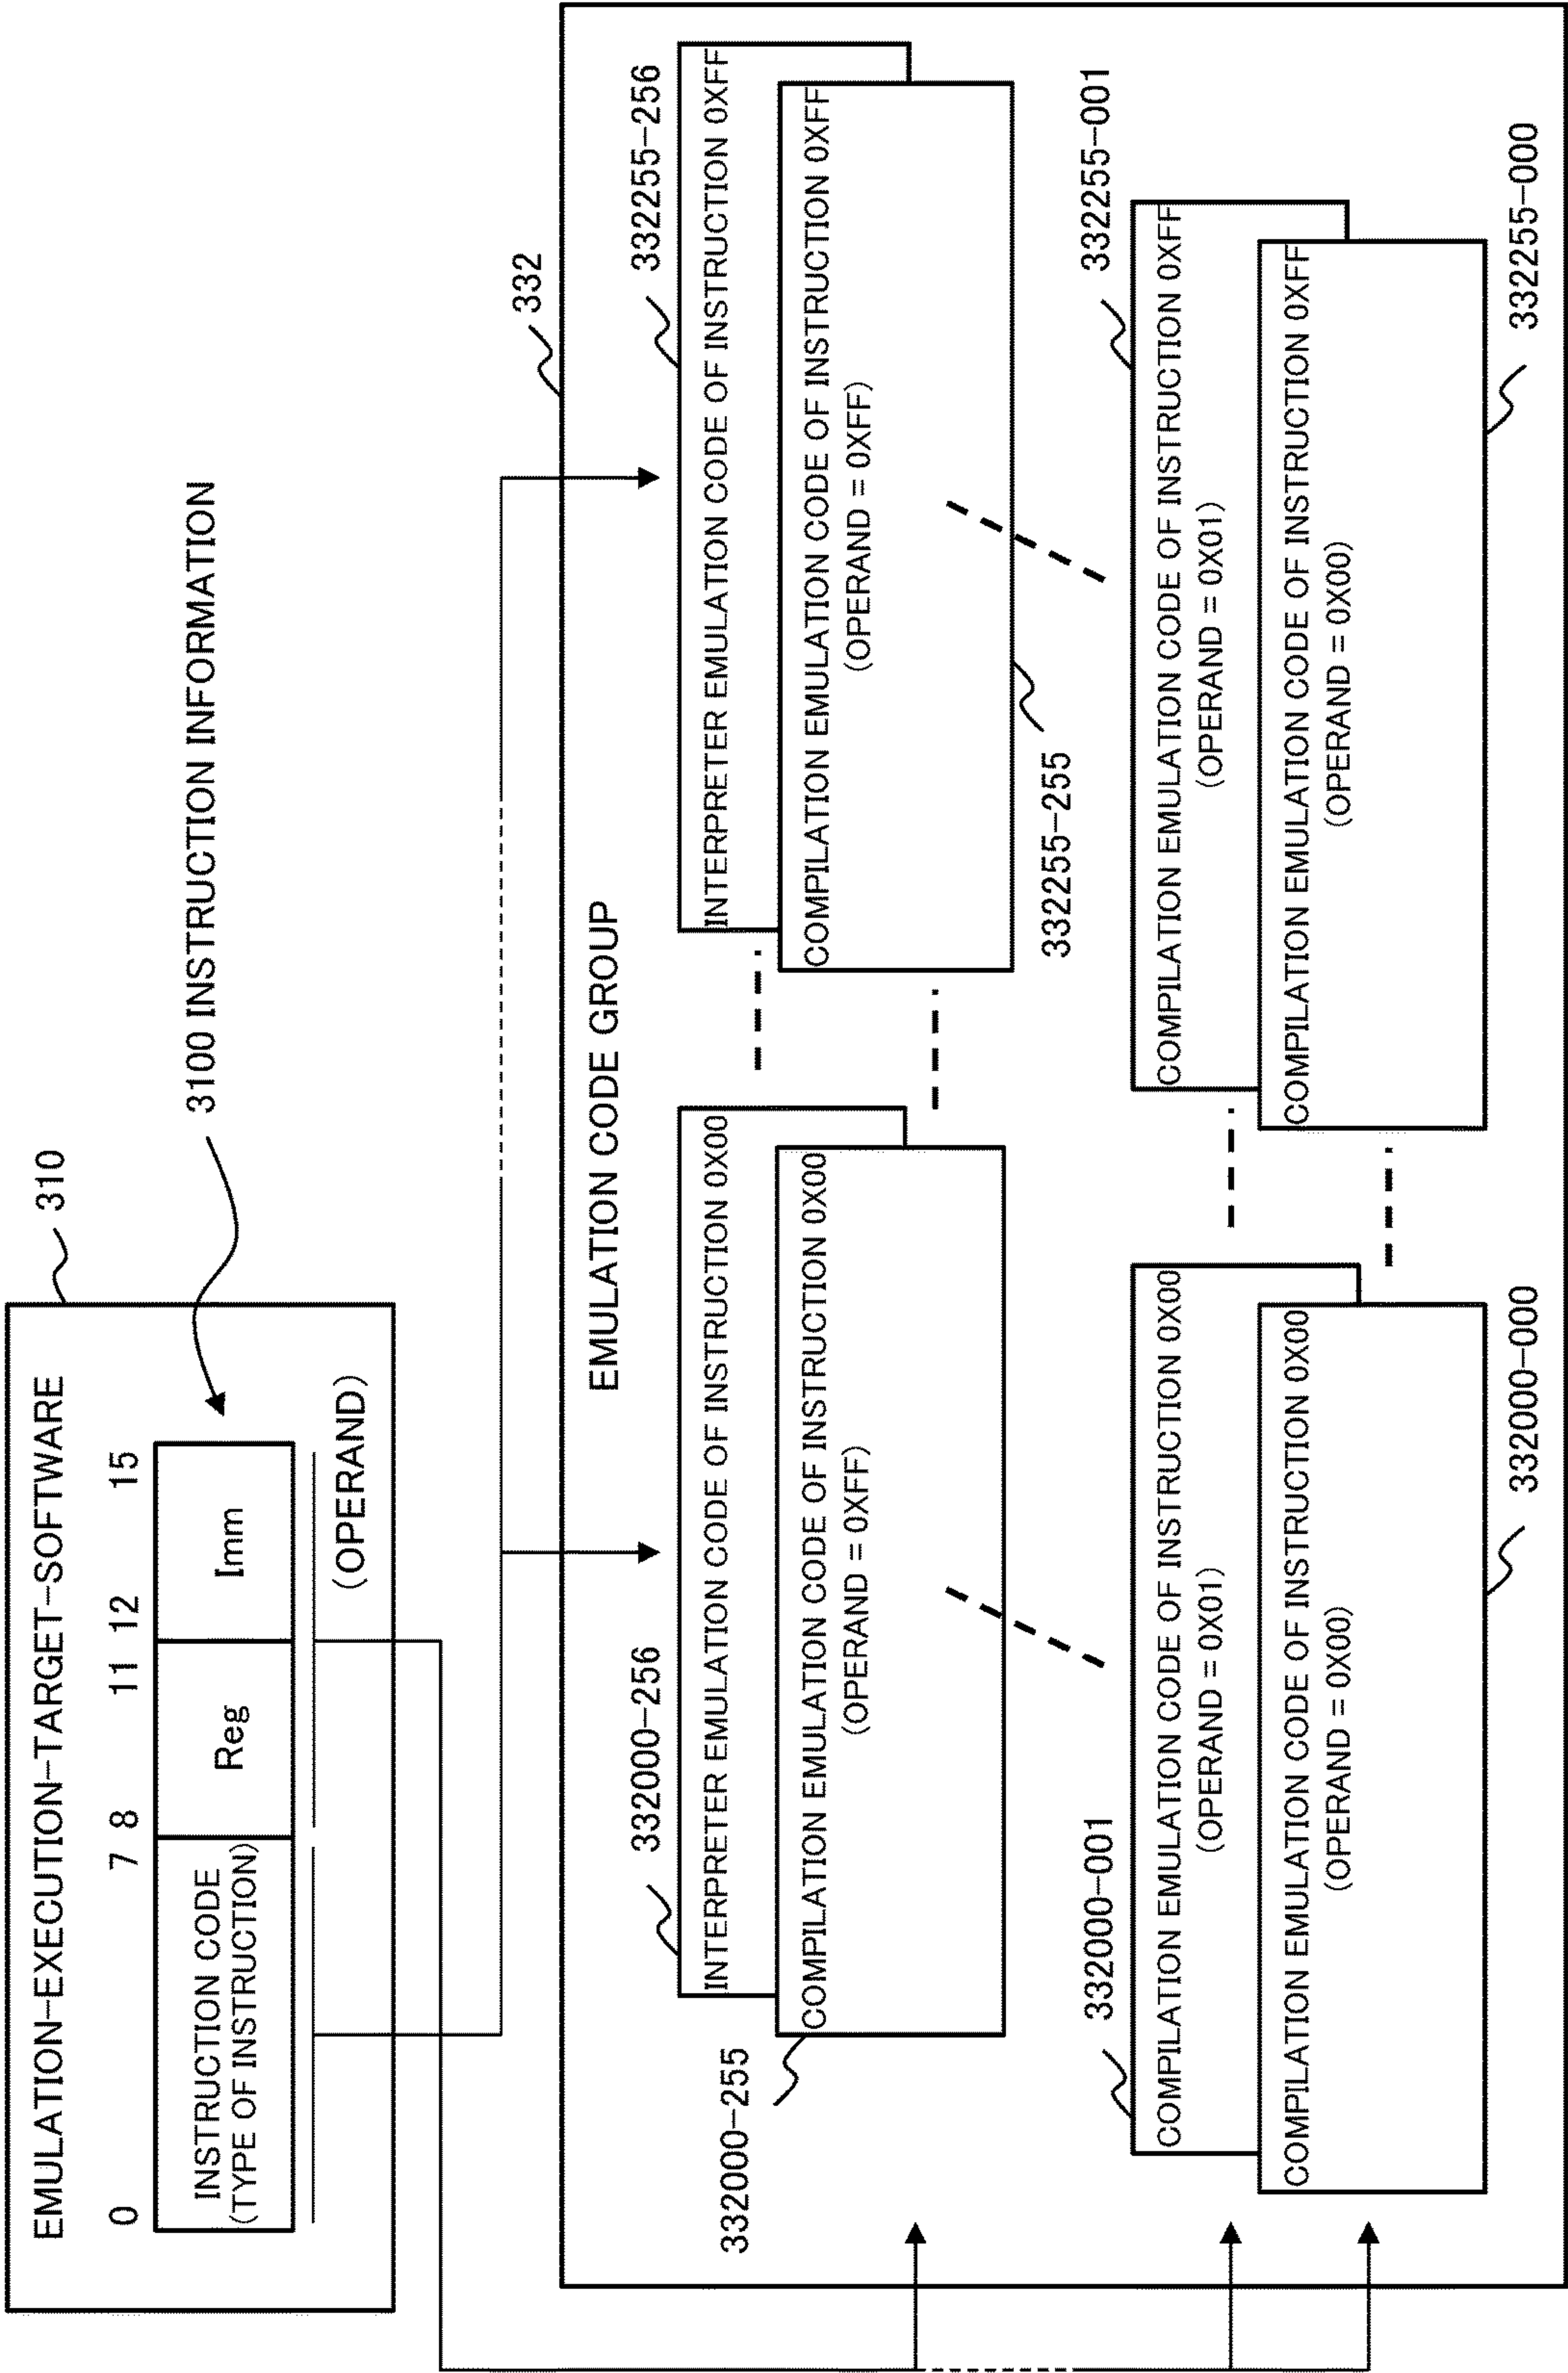 EMULATION-EXECUTION-TARGET-SOFTWARE
310
0 7 8 11 12 15
INSTRUCTION CODE
(TYPE OF INSTRUCTION)
Reg
Imm
3100 INSTRUCTION INFORMATION
(OPERAND)
332
EMULATION CODE GROUP
332000-256
INTERPRETER EMULATION CODE OF INSTRUCTION 0X00
332000-255
COMPILATION EMULATION CODE OF INSTRUCTION 0X00
(OPERAND = 0XFF)
332255-256
INTERPRETER EMULATION CODE OF INSTRUCTION 0XFF
COMPILATION EMULATION CODE OF INSTRUCTION 0XFF
(OPERAND = 0XFF)
332255-255
332000-001
COMPILATION EMULATION CODE OF INSTRUCTION 0X00
(OPERAND = 0X01)
COMPILATION EMULATION CODE OF INSTRUCTION 0X00
(OPERAND = 0X00)
332000-000
332255-001
COMPILATION EMULATION CODE OF INSTRUCTION 0XFF
(OPERAND = 0X01)
COMPILATION EMULATION CODE OF INSTRUCTION 0XFF
(OPERAND = 0X00)
332255-000